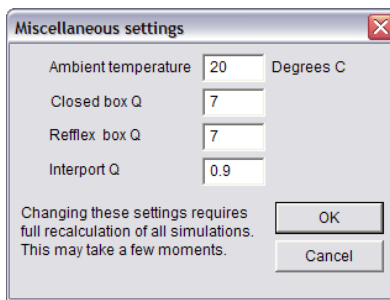 Miscellaneous settings
Ambient temperature 20 Degrees C
Closed box Q 7
Refflex box Q 7
Interport Q 0.9
Changing these settings requires
full recalculation of all simulations.
This may take a few moments.
OK
Cancel